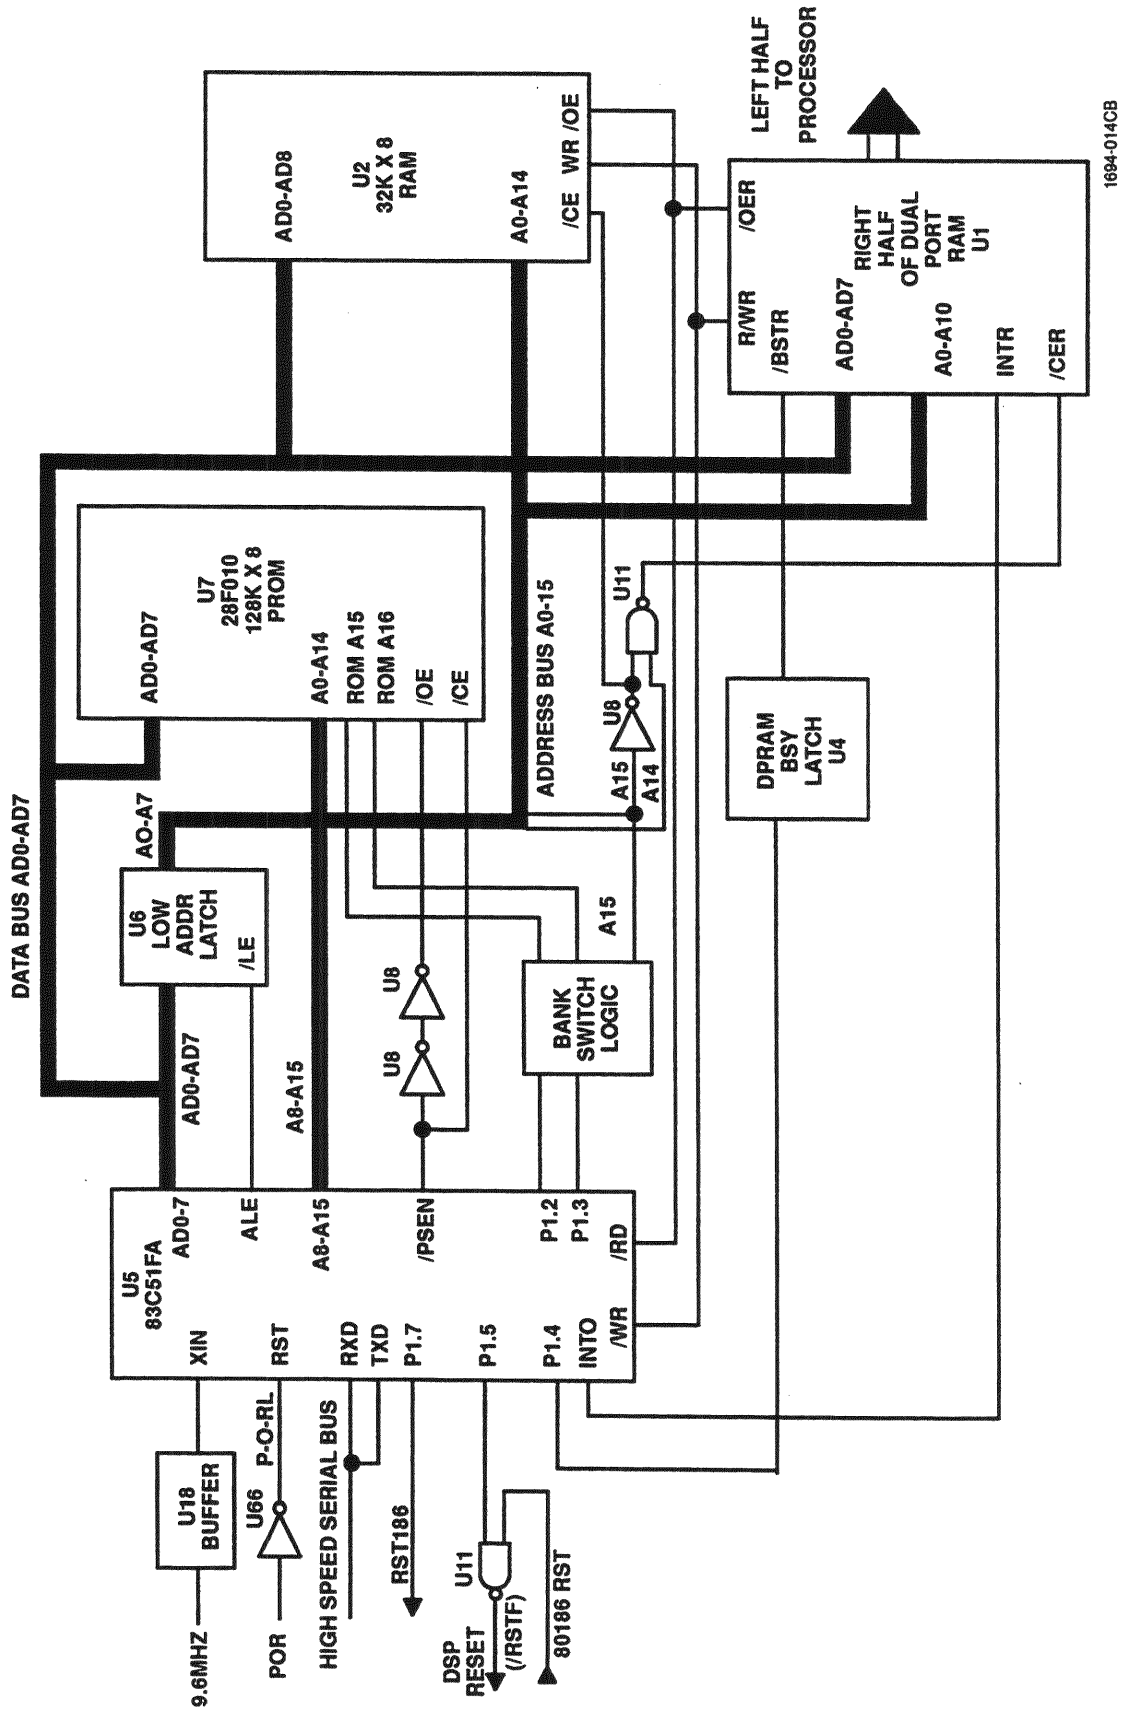 DATA BUS AD0-AD7
9.6MHZ
U18
BUFFER
POR
U66
P-O-RL
HIGH SPEED SERIAL BUS
RST186
DSP
RESET
(/RSTF)
U11
80186 RST
U5
83C51FA
XIN
RST
RXD
TXD
P1.7
P1.5
P1.4
INTO
/WR
AD0-7
ALE
A8-A15
/PSEN
P1.2
P1.3
/RD
AD0-AD7
A8-A15
U6
LOW
ADDR
LATCH
/LE
AO-A7
U8
U8
BANK
SWITCH
LOGIC
A15
U7
28F010
128K X 8
PROM
AD0-AD7
A0-A14
ROM A15
ROM A16
/OE
/CE
ADDRESS BUS A0-15
A15
A14
U8
U11
DPRAM
BSY
LATCH
U4
U2
32K X 8
RAM
AD0-AD8
A0-A14
/CE
WR
/OE
R/WR
/OER
/BSTR
AD0-AD7
A0-A10
INTR
/CER
RIGHT
HALF
OF DUAL
PORT
RAM
U1
LEFT HALF
TO
PROCESSOR
1694-014CB